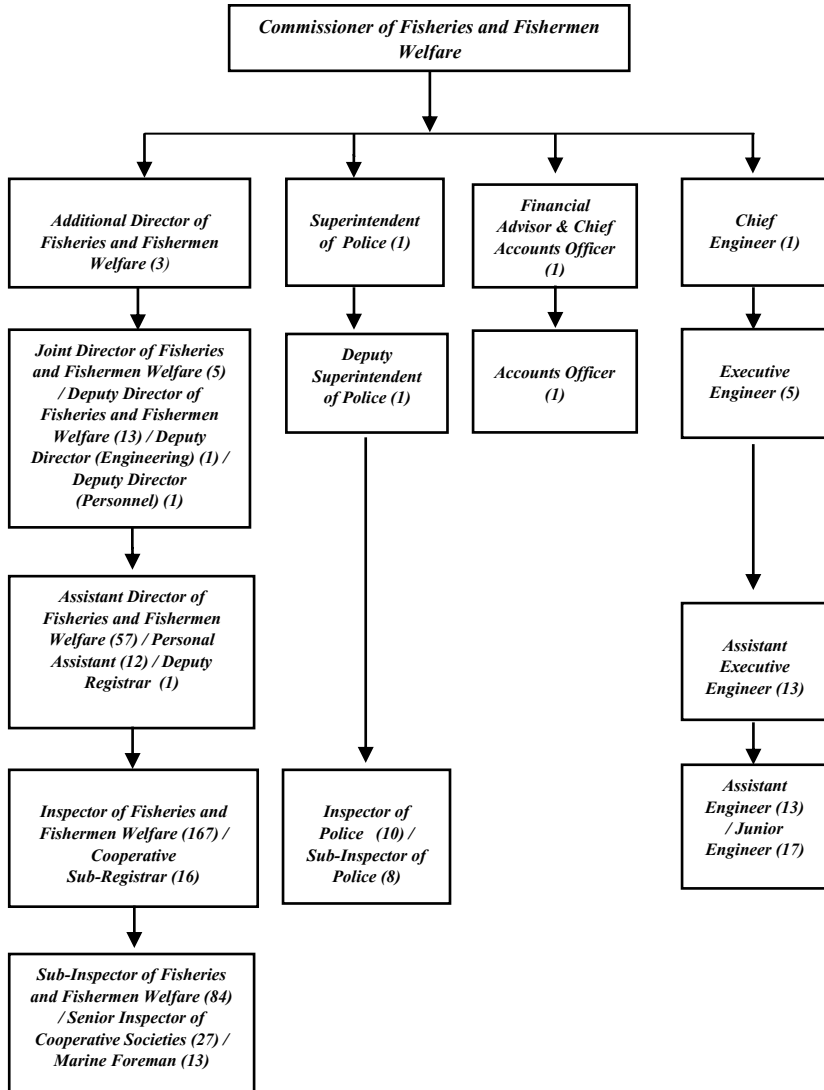 Commissioner of Fisheries and Fishermen
Welfare
Additional Director of
Fisheries and Fishermen
Welfare (3)
Superintendent
of Police (1)
Financial
Advisor & Chief
Accounts Officer
(1)
Chief
Engineer (1)
Joint Director of Fisheries
and Fishermen Welfare (5)
/ Deputy Director of
Fisheries and Fishermen
Welfare (13) / Deputy
Director (Engineering) (1) /
Deputy Director
(Personnel) (1)
Deputy
Superintendent
of Police (1)
Accounts Officer
(1)
Executive
Engineer (5)
Assistant Director of
Fisheries and Fishermen
Welfare (57) / Personal
Assistant (12) / Deputy
Registrar (1)
Assistant
Executive
Engineer (13)
Inspector of Fisheries and
Fishermen Welfare (167) /
Cooperative
Sub-Registrar (16)
Inspector of
Police (10) /
Sub-Inspector of
Police (8)
Assistant
Engineer (13)
/ Junior
Engineer (17)
Sub-Inspector of Fisheries
and Fishermen Welfare (84)
/ Senior Inspector of
Cooperative Societies (27) /
Marine Foreman (13)